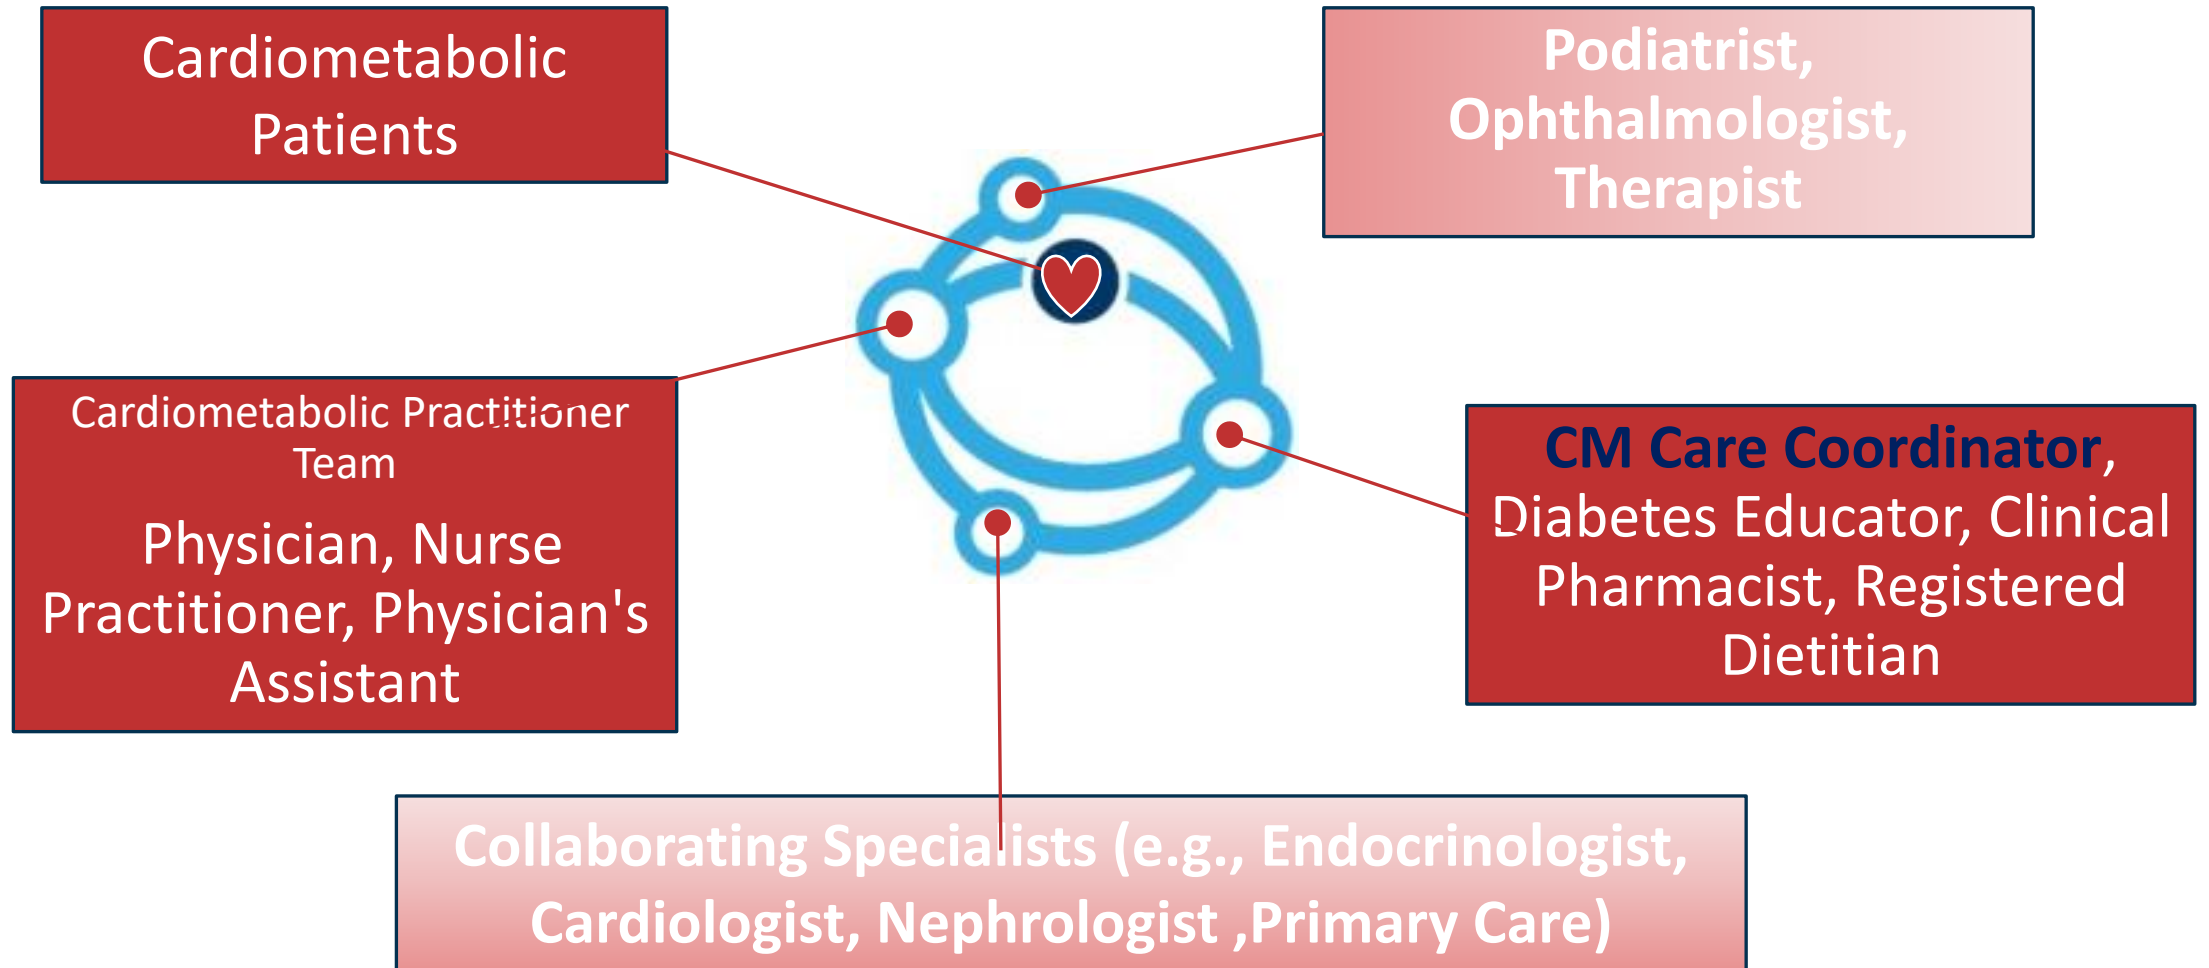 Cardiometabolic
Patients
Podiatrist,
Ophthalmologist,
Therapist
Cardiometabolic Practitioner
Team
Physician, Nurse
Practitioner, Physician's
Assistant
CM Care Coordinator,
Diabetes Educator, Clinical
Pharmacist, Registered
Dietitian
Collaborating Specialists (e.g., Endocrinologist,
Cardiologist, Nephrologist ,Primary Care)